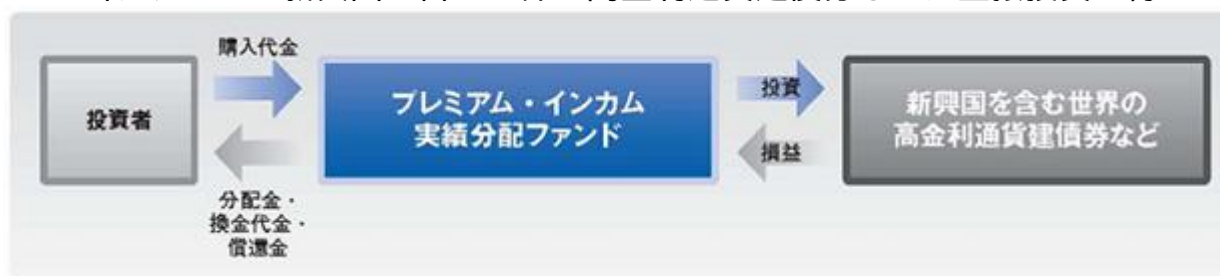 購入代金
投資者
プレミアム・インカム
実績分配ファンド
投資
損益
新興国を含む世界の
高金利通貨建債券など
分配金・
換金代金・
償還金